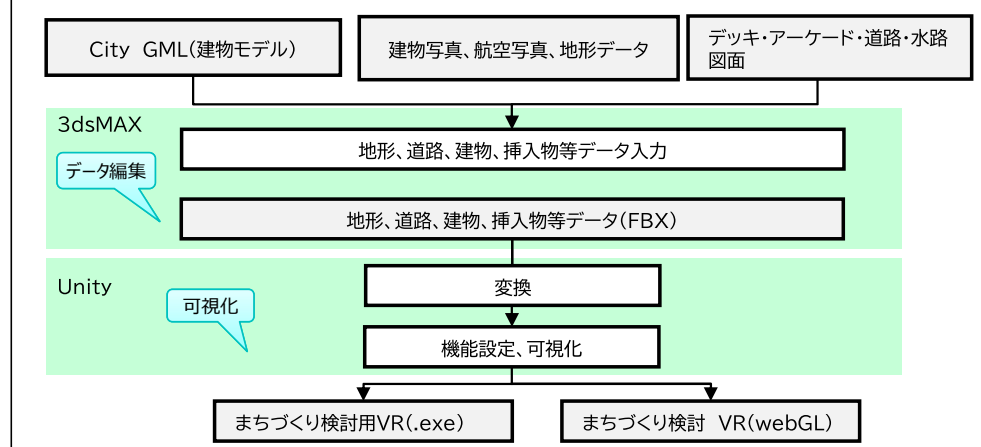 City GML(建物モデル)
建物写真、航空写真、地形データ
デッキ・アーケード・道路・水路
図面
3dsMAX
地形、道路、建物、挿入物等データ入力
データ編集
地形、道路、建物、挿入物等データ(FBX)
Unity
変換
可視化
機能設定、可視化
まちづくり検討用VR(.exe)
まちづくり検討 VR(webGL)